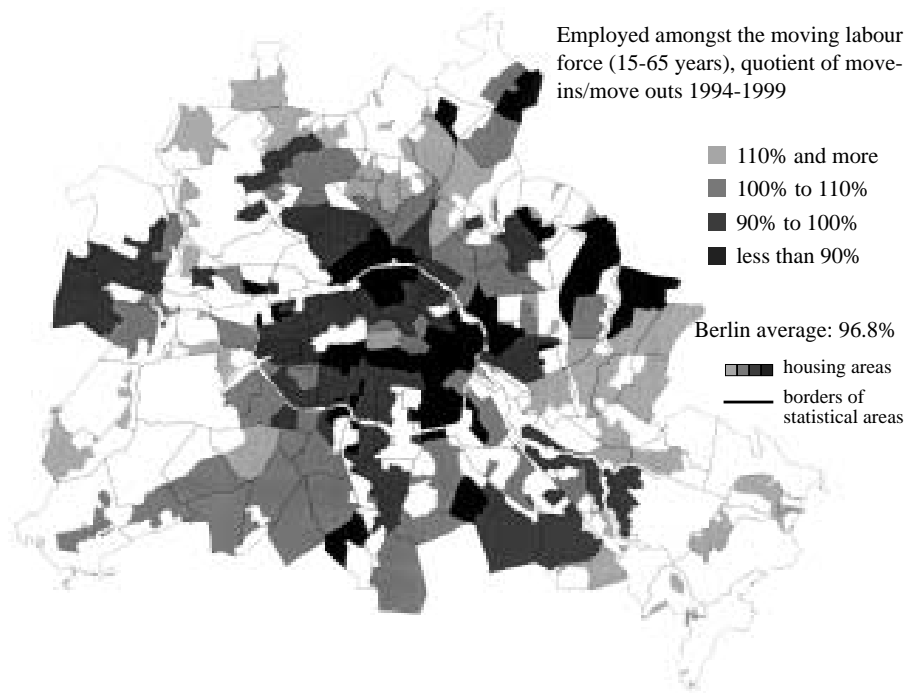 Employed amongst the moving labour
force (15-65 years), quotient of move-
ins/move outs 1994-1999
110% and more
100% to 110%
90% to 100%
less than 90%
Berlin average: 96.8%
housing areas
borders of
statistical areas